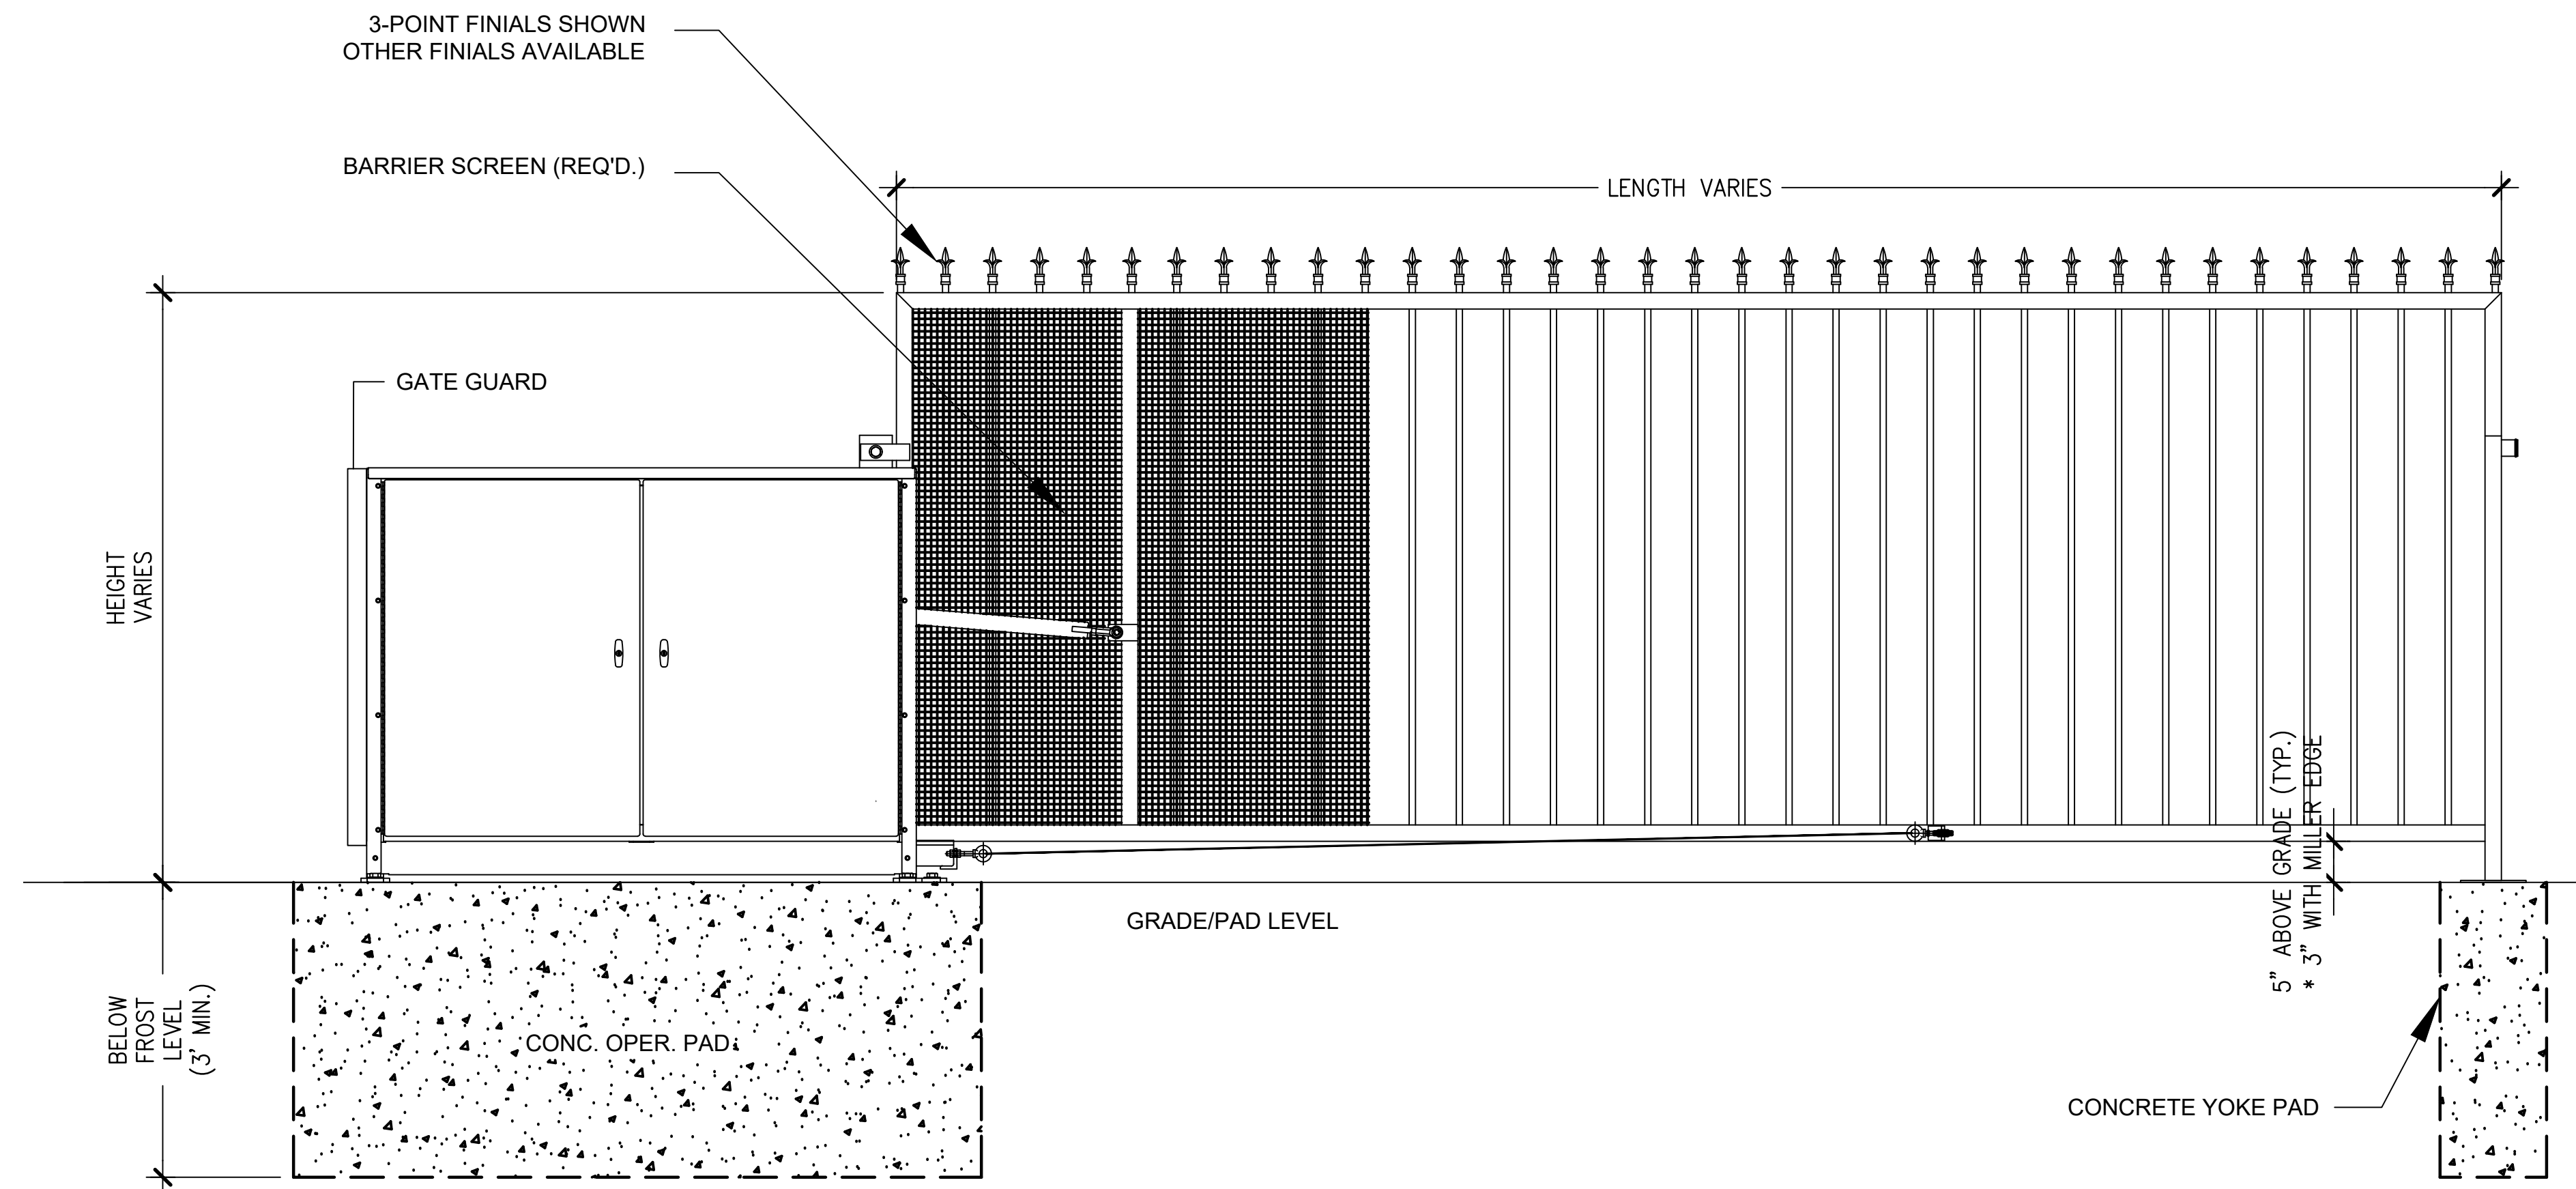 3-POINT FINIALS SHOWN
OTHER FINIALS AVAILABLE
BARRIER SCREEN (REQ'D.)
LENGTH VARIES
GATE GUARD
HEIGHT
VARIES
5" ABOVE GRADE (TYP.)
* 3" WITH MILLER EDGE
GRADE/PAD LEVEL
BELOW
FROST
LEVEL
(3' MIN.)
CONC. OPER. PAD
CONCRETE YOKE PAD